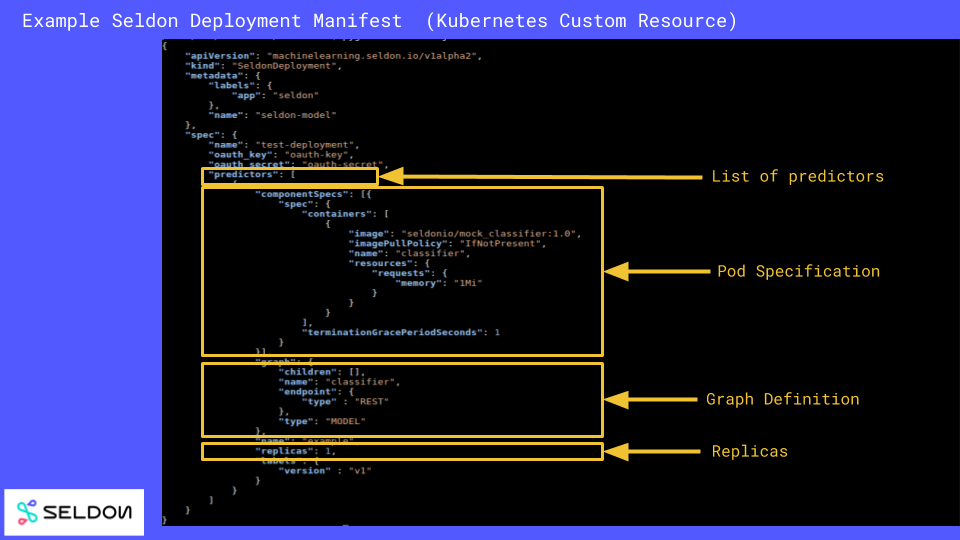 Example Seldon Deployment Manifest (Kubernetes Custom Resource)
{
"apiVersion": "machinelearning.seldon.io/v1alpha2",
"kind": "SeldonDeployment",
"metadata": {
"labels": {
"app": "seldon"
},
"name": "seldon-model"
},
"spec": {
"name": "test-deployment",
"oauth_key": "oauth-key",
"oauth_secret": "oauth-secret",
"predictors": [
List of predictors
"componentSpecs": [{
"spec": {
"containers": [
{
"image": "seldonio/mock_classifier:1.0",
"imagePullPolicy": "IfNotPresent",
"name": "classifier",
"resources": {
"requests": {
"memory": "1Mi"
}
}
}
],
"terminationGracePeriodSeconds": 1
}
}],
Pod Specification
"graph": {
"children": [],
"name": "classifier",
"endpoint": {
"type" : "REST"
},
"type": "MODEL"
},
Graph Definition
"name": "example",
"replicas": 1,
Replicas
"labels": {
"version" : "v1"
}
}
]
}
}
SELDON